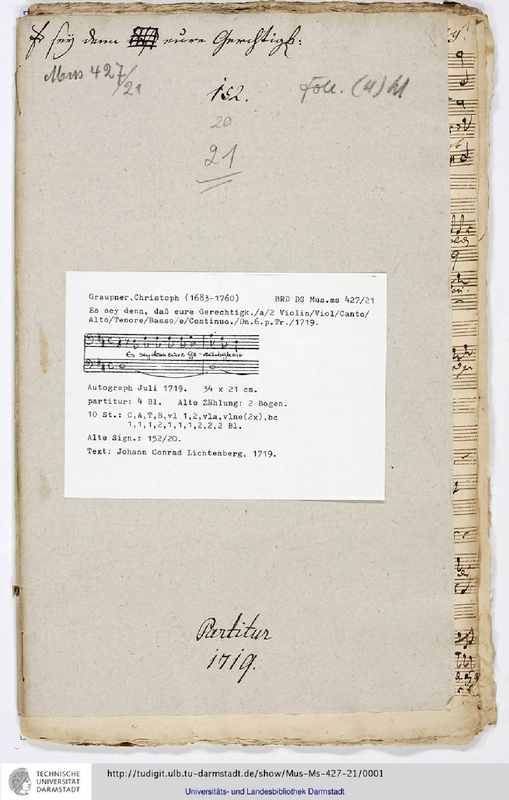 Es sey denn eure Gerechtigk:
Mus 427/
21
152.
Foll. (4) U
20
21
Graupner,Christoph (1683-1760) BRD DS Mus.ms 427/21
Es sey denn, daß eure Gerechtigk./a/2 Violin/Viol/Canto/
Alto/Tenore/Basso/e/Continuo./Dn.6.p.Tr./1719.
Es sey denn eüre Ge-rechtigkeit
Autograph Juli 1719. 34 x 21 cm.
partitur: 4 Bl. Alte Zählung: 2 Bogen.
10 St.: C,A,T,B,vl 1,2,vla,vlne(2x),bc
1,1,1,2,1,1,1,2,2,2 Bl.
Alte Sign.: 152/20.
Text: Johann Conrad Lichtenberg, 1719.
Partitur
1719.
TECHNISCHE
UNIVERSITÄT
DARMSTADT
http://tudigit.ulb.tu-darmstadt.de/show/Mus-Ms-427-21/0001
Universitäts- und Landesbibliothek Darmstadt